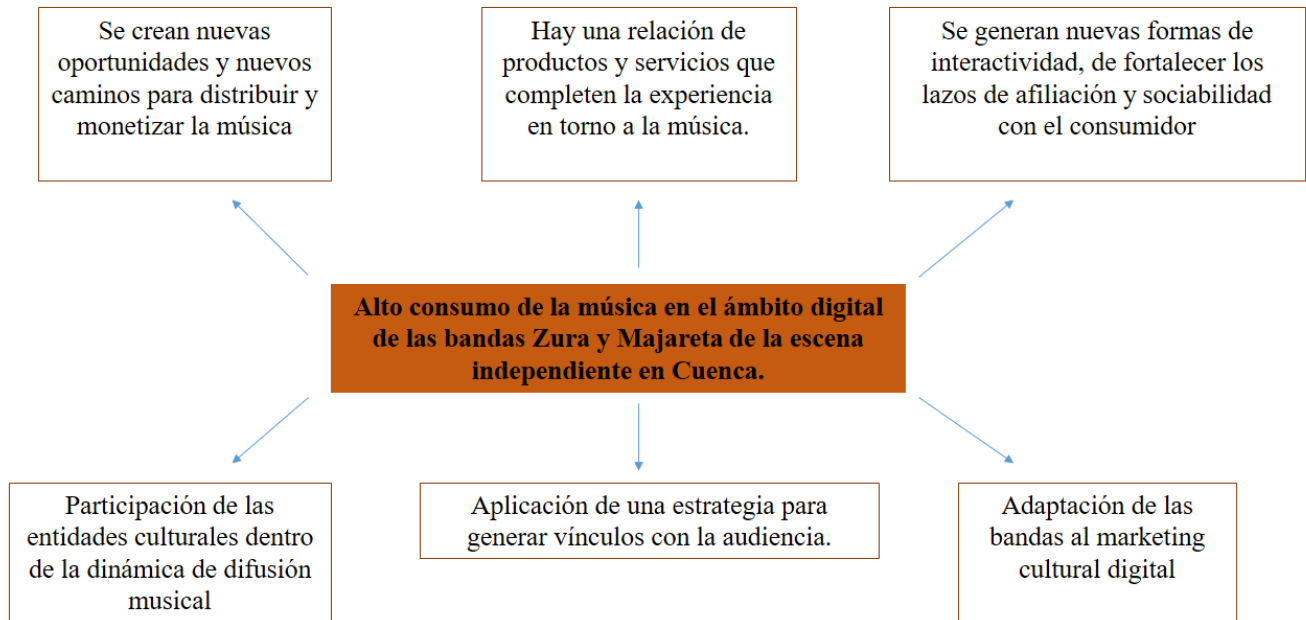 Se crean nuevas
oportunidades y nuevos
caminos para distribuir y
monetizar la música
Hay una relación de
productos y servicios que
completen la experiencia
en torno a la música.
Se generan nuevas formas de
interactividad, de fortalecer los
lazos de afiliación y sociabilidad
con el consumidor
Alto consumo de la música en el ámbito digital
de las bandas Zura y Majareta de la escena
independiente en Cuenca.
Participación de las
entidades culturales dentro
de la dinámica de difusión
musical
Aplicación de una estrategia para
generar vínculos con la audiencia.
Adaptación de las
bandas al marketing
cultural digital